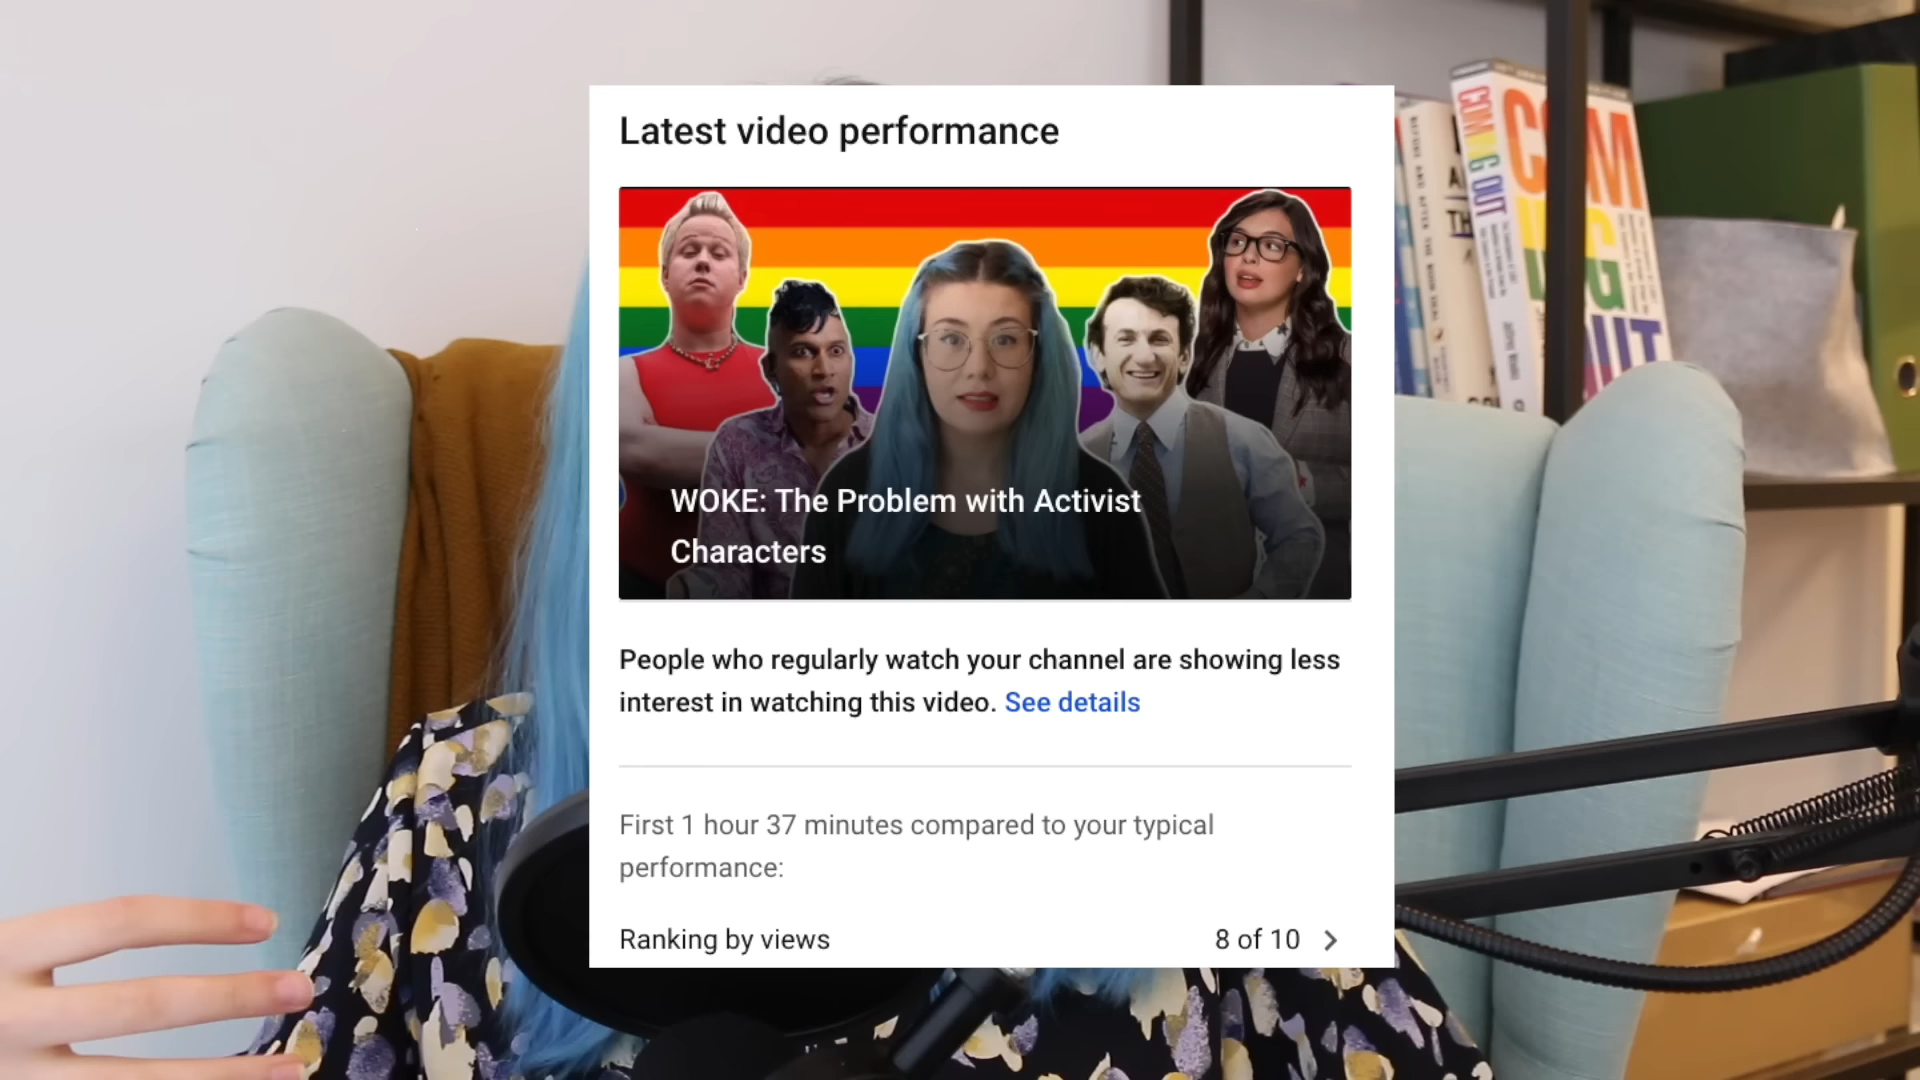 Latest video performance
WOKE: The Problem with Activist
Characters
People who regularly watch your channel are showing less
interest in watching this video. See details
First 1 hour 37 minutes compared to your typical
performance:
Ranking by views
8 of 10
COMING OUT
COMING OUT